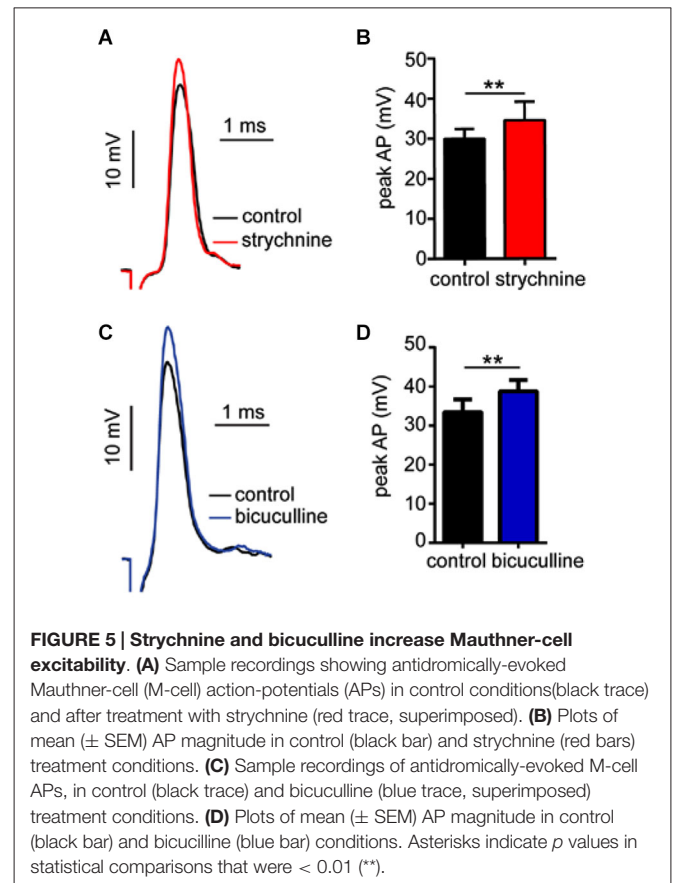 A
10 mV
1 ms
control
strychnine
B
peak AP (mV)
50
40
30
20
10
0
**
control strychnine
C
10 mV
1 ms
control
bicuculline
D
peak AP (mV)
50
40
30
20
10
0
**
control bicuculline
FIGURE 5 | Strychnine and bicuculline increase Mauthner-cell
excitability. (A) Sample recordings showing antidromically-evoked
Mauthner-cell (M-cell) action-potentials (APs) in control conditions(black trace)
and after treatment with strychnine (red trace, superimposed). (B) Plots of
mean (± SEM) AP magnitude in control (black bar) and strychnine (red bars)
treatment conditions. (C) Sample recordings of antidromically-evoked M-cell
APs, in control (black trace) and bicuculline (blue trace, superimposed)
treatment conditions. (D) Plots of mean (± SEM) AP magnitude in control
(black bar) and bicucilline (blue bar) conditions. Asterisks indicate p values in
statistical comparisons that were < 0.01 (**).